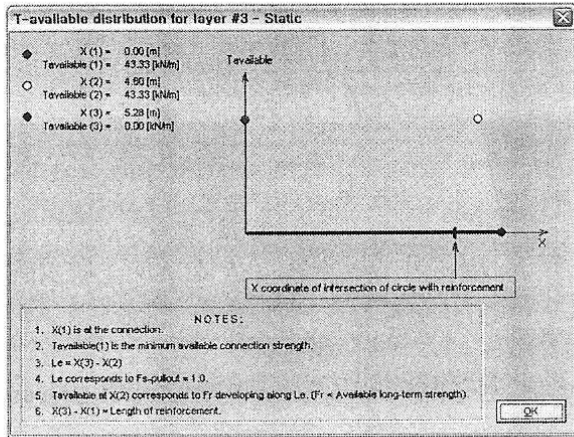 T-available distribution for layer #3 - Static
X (1) = 0.00 [m]
Tavailable (1) = 43.33 [kN/m]
X (2) = 4.80 [m]
Tavailable (2) = 43.33 [kN/m]
X (3) = 5.28 [m]
Tavailable (3) = 0.00 [kN/m]
Tavailable
X
X coordinate of intersection of circle with reinforcement
NOTES:
1. X(1) is at the connection.
2. Tavailable(1) is the minimum available connection strength.
3. Le = X(3) - X(2)
4. Le corresponds to Fs-pullout = 1.0.
5. Tavailable at X(2) corresponds to Fr developing along Le. (Fr < Available long-term strength)
6. X(3) - X(1) = Length of reinforcement.
OK